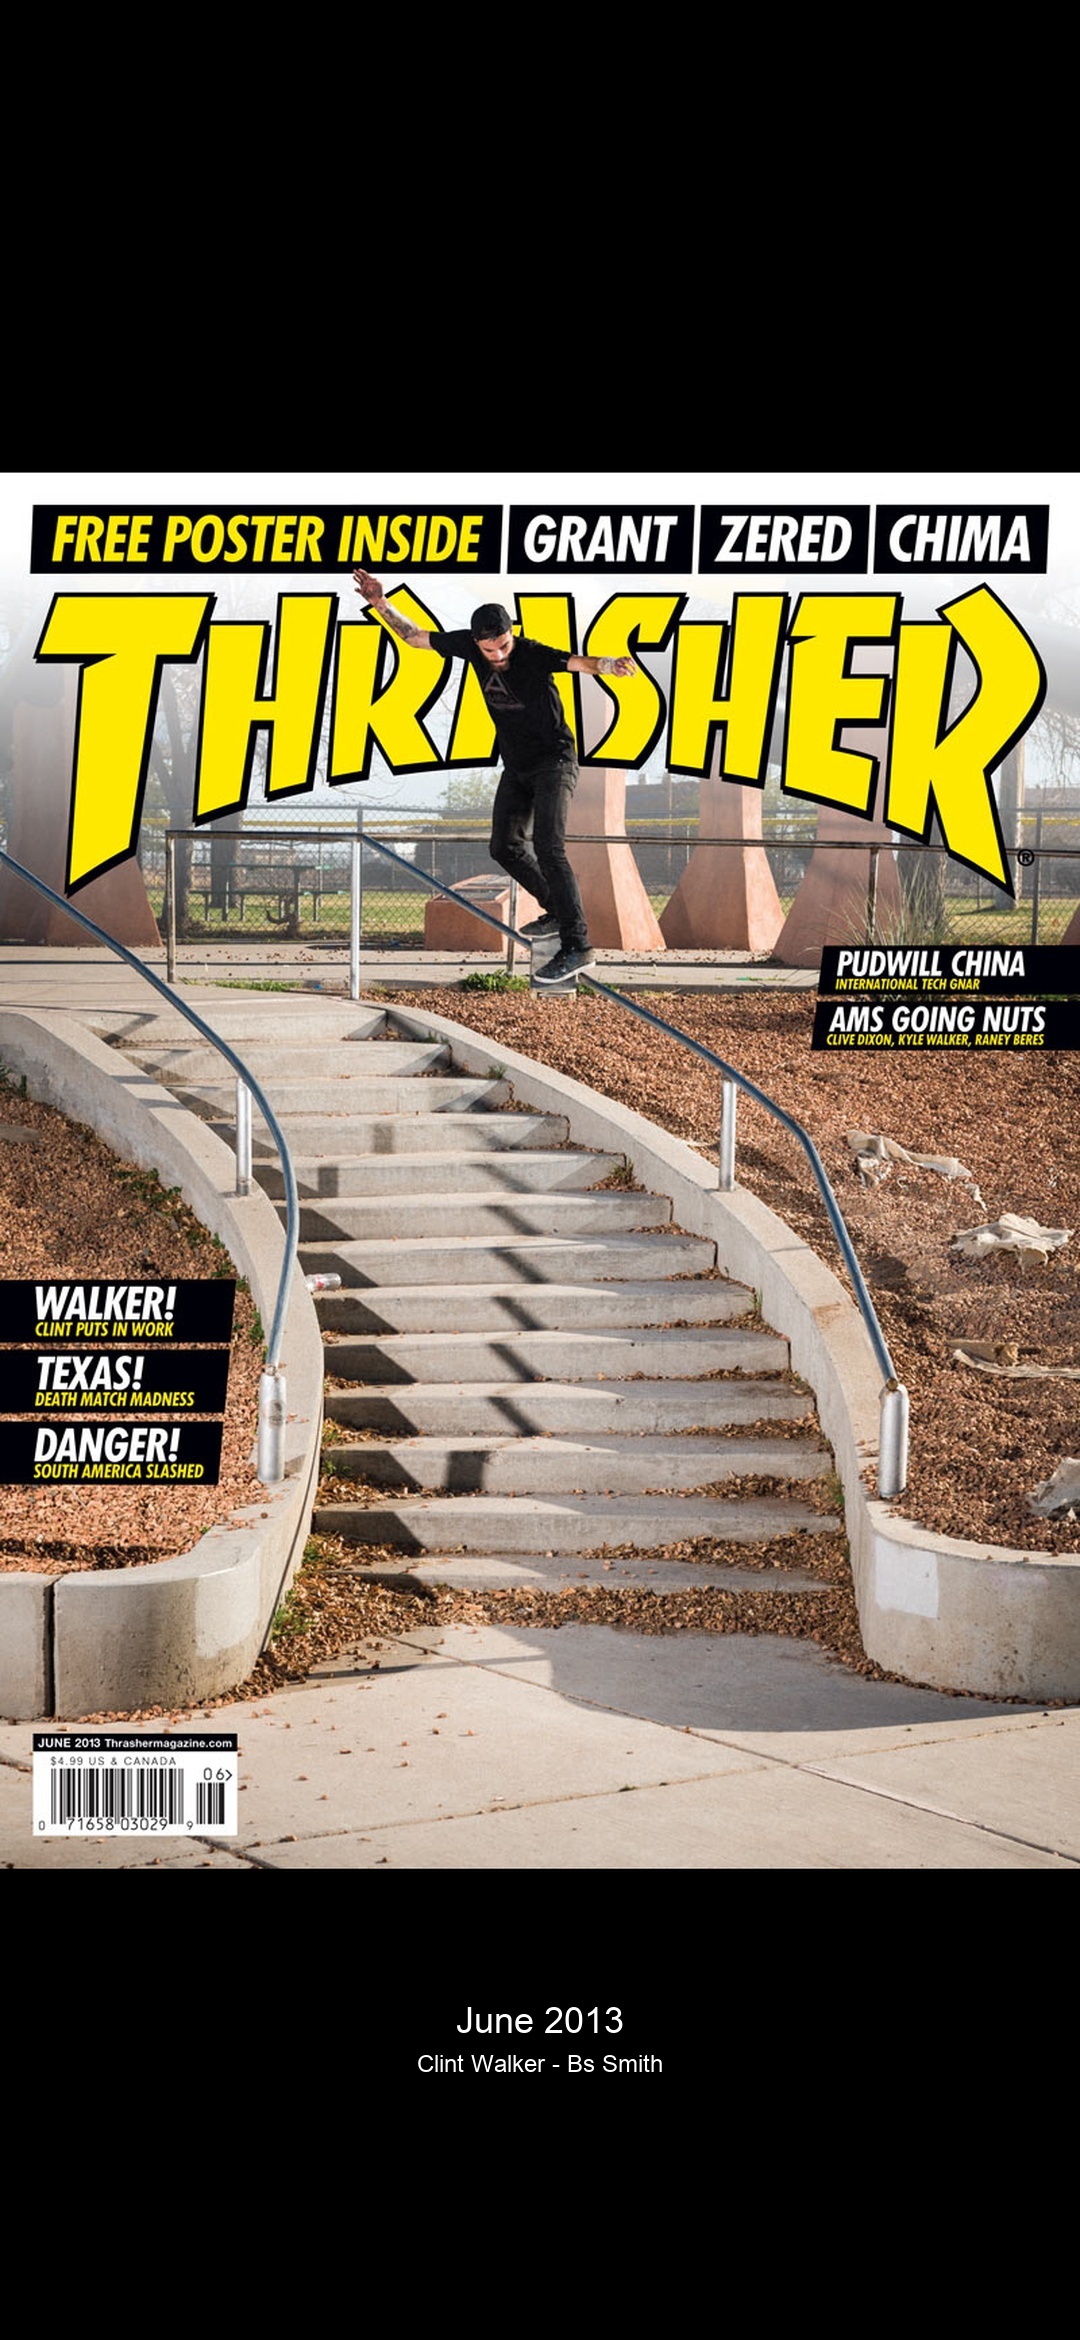 FREE POSTER INSIDE GRANT ZERED CHIMA
THRASHER®
PUDWILL CHINA
INTERNATIONAL TECH GNAR
AMS GOING NUTS
CLIVE DIXON, KYLE WALKER, RANEY BERES
WALKER!
CLINT PUTS IN WORK
TEXAS!
DEATH MATCH MADNESS
DANGER!
SOUTH AMERICA SLASHED
JUNE 2013 Thrashermagazine.com
$4.99 US & CANADA
06>
0 71658 03029 9
June 2013
Clint Walker - Bs Smith